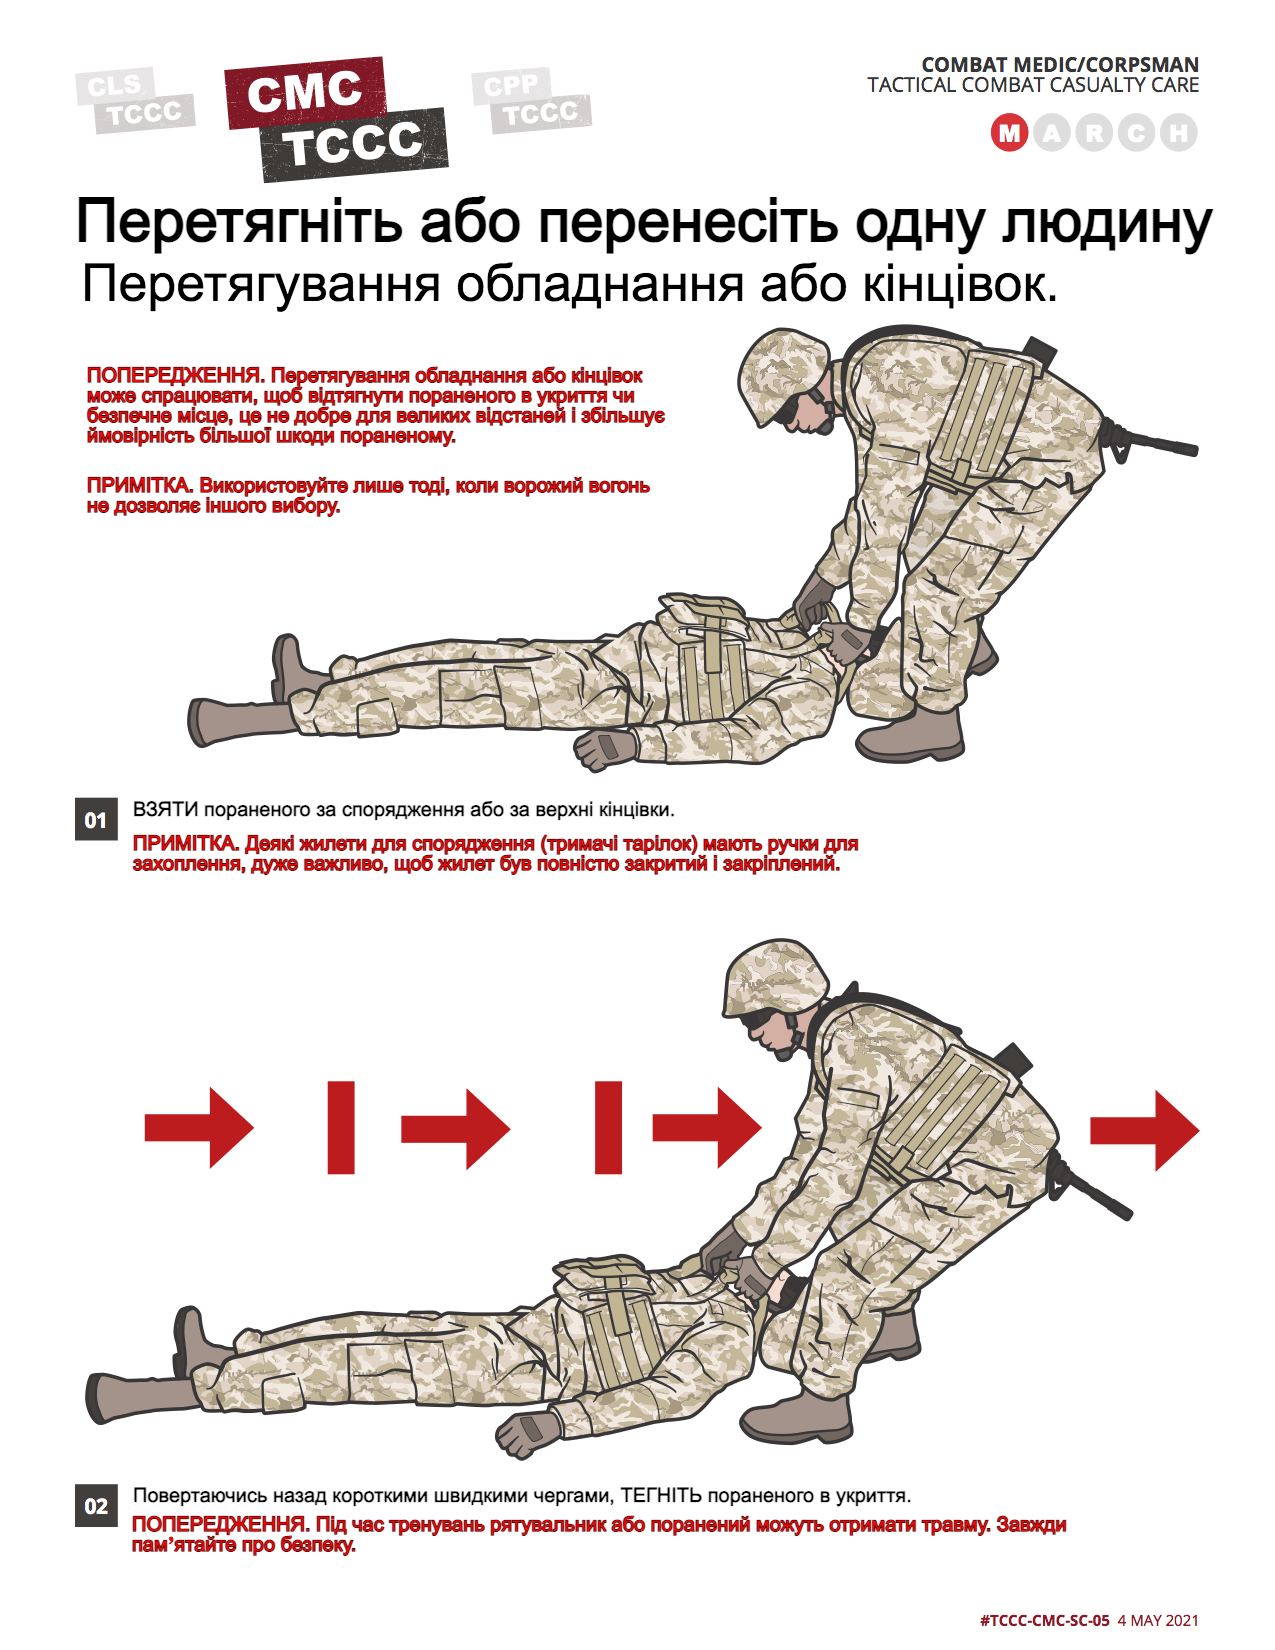 CLS
TCCC
CMC
TCCC
CPP
TCCC
COMBAT MEDIC/CORPSMAN
TACTICAL COMBAT CASUALTY CARE
M A R C H
Перетягніть або перенесіть одну людину
Перетягування обладнання або кінцівок.
ПОПЕРЕДЖЕННЯ. Перетягування обладнання або кінцівок
може спрацювати, щоб відтягнути пораненого в укриття чи
безпечне місце, це не добре для великих відстаней і збільшує
ймовірність більшої шкоди пораненому.
ПРИМІТКА. Використовуйте лише тоді, коли ворожий вогонь
не дозволяє іншого вибору.
01
ВЗЯТИ пораненого за спорядження або за верхні кінцівки.
ПРИМІТКА. Деякі жилети для спорядження (тримачі тарілок) мають ручки для
захоплення, дуже важливо, щоб жилет був повністю закритий і закріплений.
02
Повертаючись назад короткими швидкими чергами, ТЕГНІТЬ пораненого в укриття.
ПОПЕРЕДЖЕННЯ. Під час тренувань рятувальник або поранений можуть отримати травму. Завжди
пам’ятайте про безпеку.
#TCCC-CMC-SC-05 4 MAY 2021